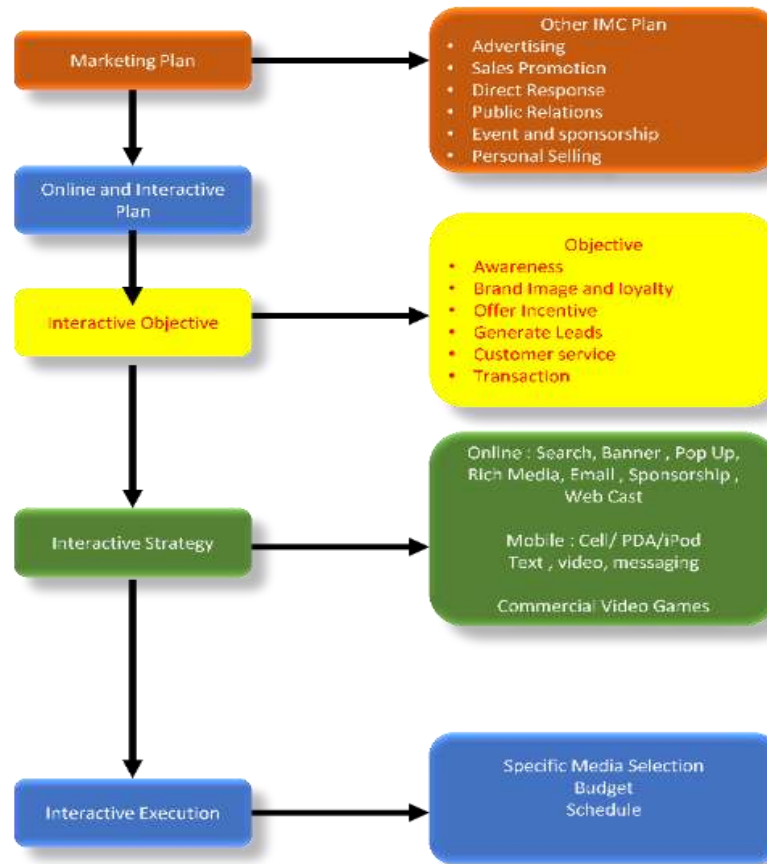 Marketing Plan
Other IMC Plan
• Advertising
• Sales Promotion
• Direct Response
• Public Relations
• Event and sponsorship
• Personal Selling
Online and Interactive
Plan
Interactive Objective
Objective
• Awareness
• Brand Image and loyalty
• Offer Incentive
• Generate Leads
• Customer service
• Transaction
Interactive Strategy
Online : Search, Banner , Pop Up,
Rich Media, Email , Sponsorship ,
Web Cast
Mobile : Cell/ PDA/iPod
Text , video, messaging
Commercial Video Games
Interactive Execution
Specific Media Selection
Budget
Schedule